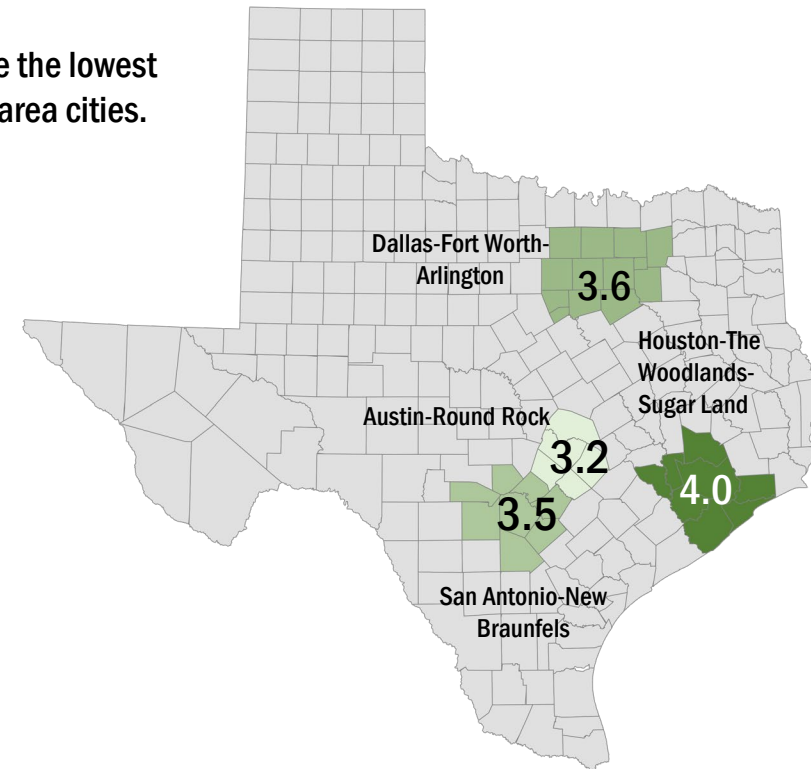 e the lowest
area cities.
Dallas-Fort Worth-
Arlington
3.6
Houston-The
Woodlands-
Sugar Land
Austin-Round Rock
3.2
4.0
3.5
San Antonio-New
Braunfels